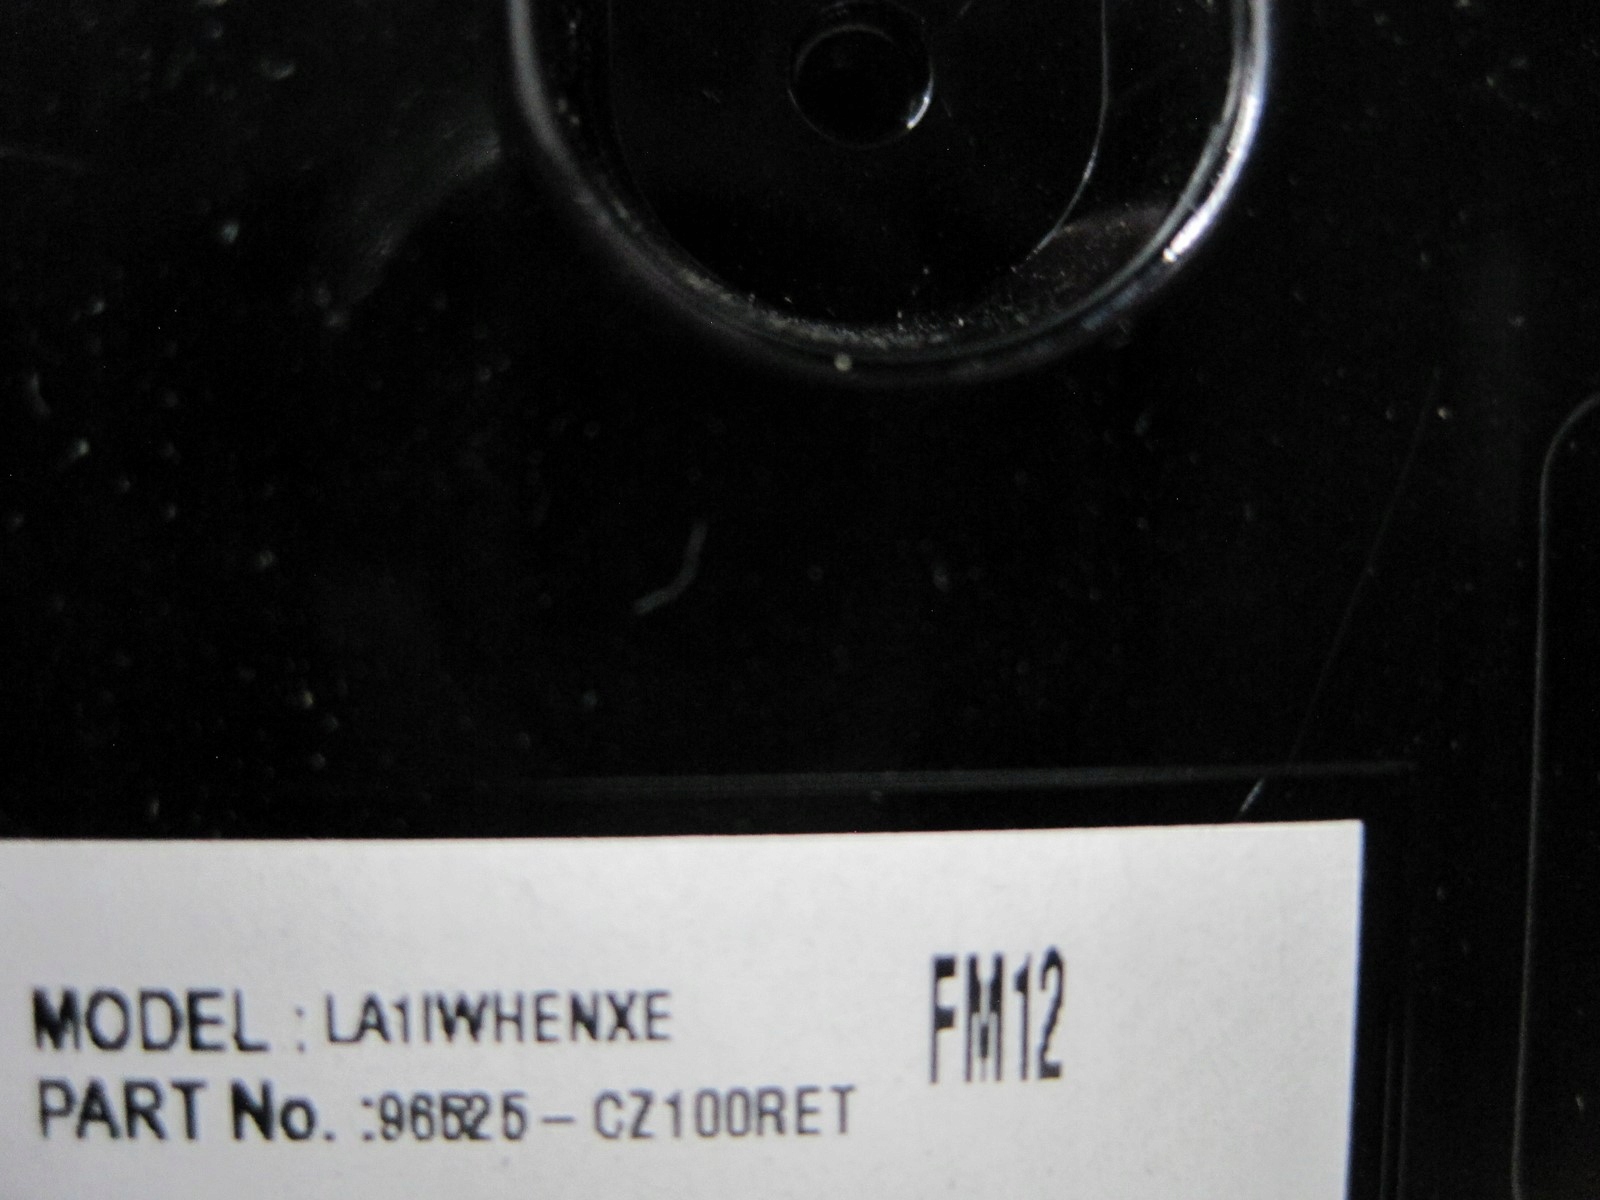 MODEL : LA1IWHENXE
FM12
PART No. :96525-CZ100RET